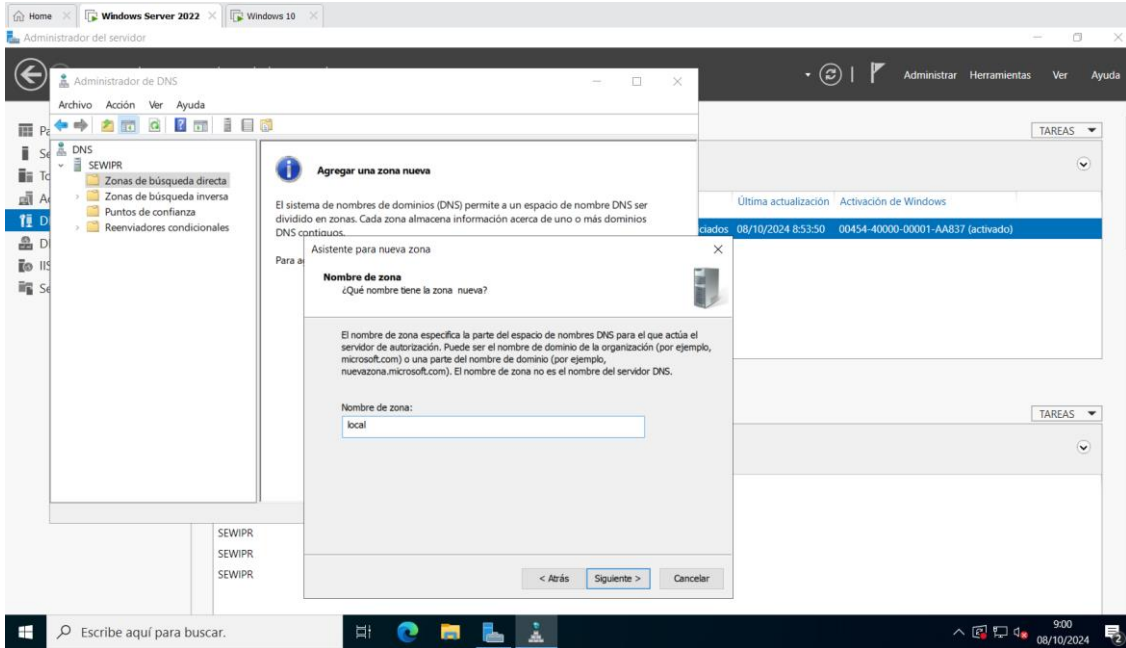 Home
Windows Server 2022
Windows 10
Administrador del servidor
Administrar Herramientas Ver Ayuda
Administrador de DNS
Archivo Acción Ver Ayuda
TAREAS
DNS
SEWIPR
Zonas de búsqueda directa
Zonas de búsqueda inversa
Puntos de confianza
Reenviadores condicionales
Agregar una zona nueva
El sistema de nombres de dominios (DNS) permite a un espacio de nombre DNS ser
dividido en zonas. Cada zona almacena información acerca de uno o más dominios
DNS contiguos.
Para
Última actualización Activación de Windows
08/10/2024 8:53:50 00454-40000-00001-AA837 (activado)
Asistente para nueva zona
Nombre de zona
¿Qué nombre tiene la zona nueva?
El nombre de zona especifica la parte del espacio de nombres DNS para el que actúa el
servidor de autorización. Puede ser el nombre de dominio de la organización (por ejemplo,
microsoft.com) o una parte del nombre de dominio (por ejemplo,
nuevazona.microsoft.com). El nombre de zona no es el nombre del servidor DNS.
Nombre de zona:
local
TAREAS
SEWIPR
SEWIPR
SEWIPR
< Atrás Siguiente > Cancelar
Escribe aquí para buscar.
9:00
08/10/2024
2